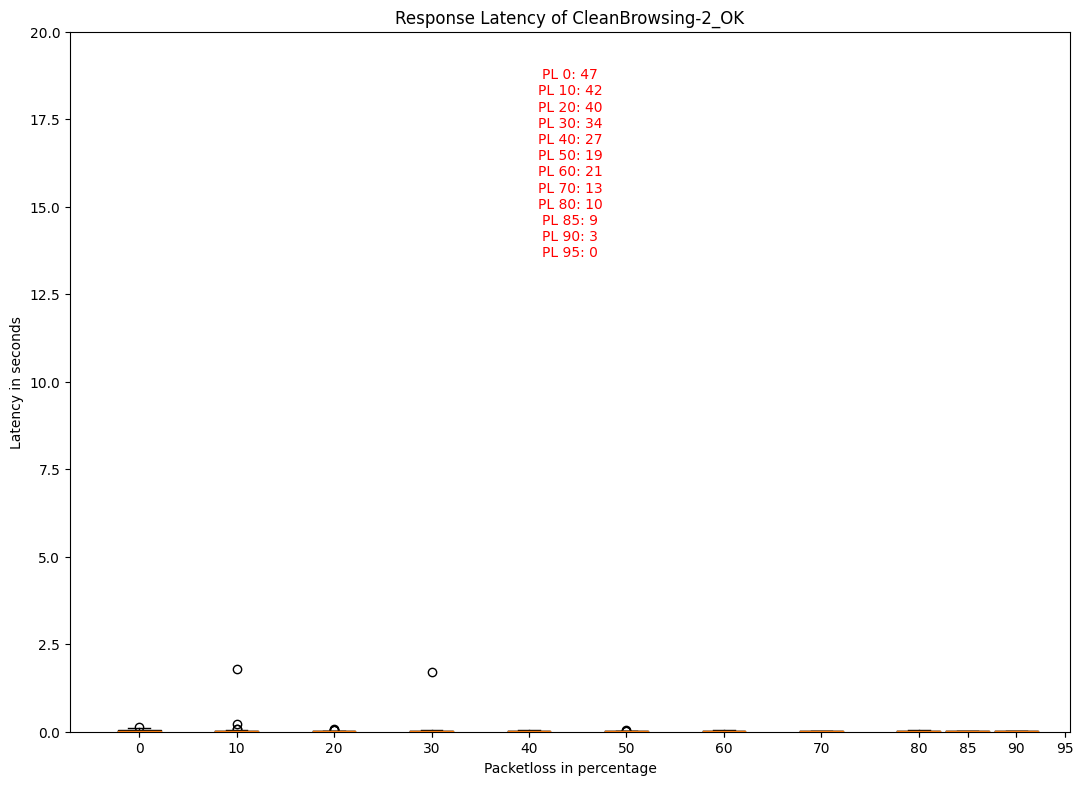 Response Latency of CleanBrowsing-2_OK
20.0
17.5
15.0
12.5
10.0
7.5
5.0
2.5
0.0
Latency in seconds
PL 0: 47
PL 10: 42
PL 20: 40
PL 30: 34
PL 40: 27
PL 50: 19
PL 60: 21
PL 70: 13
PL 80: 10
PL 85: 9
PL 90: 3
PL 95: 0
0 10 20 30 40 50 60 70 80 85 90 95
Packetloss in percentage